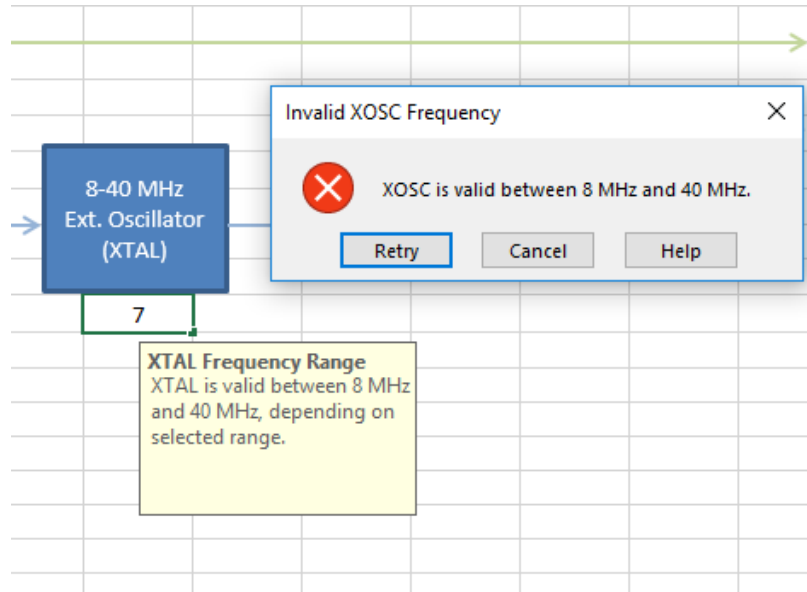 Invalid XOSC Frequency
XOSC is valid between 8 MHz and 40 MHz.
Retry Cancel Help
8-40 MHz
Ext. Oscillator
(XTAL)
7
XTAL Frequency Range
XTAL is valid between 8 MHz
and 40 MHz, depending on
selected range.